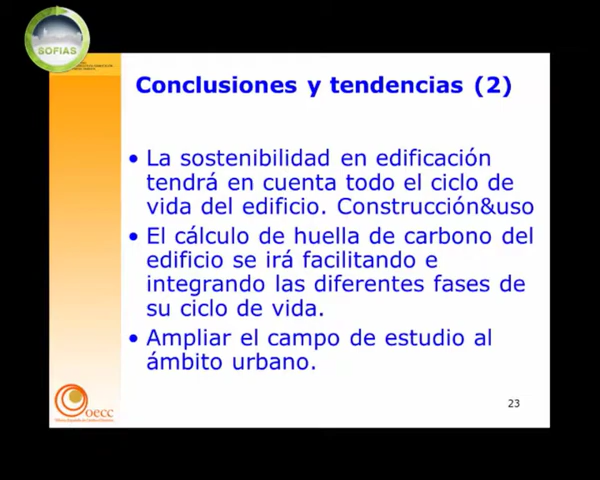 SOFIAS
Conclusiones y tendencias (2)
• La sostenibilidad en edificación
tendrá en cuenta todo el ciclo de
vida del edificio. Construcción&uso
• El cálculo de huella de carbono del
edificio se irá facilitando e
integrando las diferentes fases de
su ciclo de vida.
• Ampliar el campo de estudio al
ámbito urbano.
oecc
23